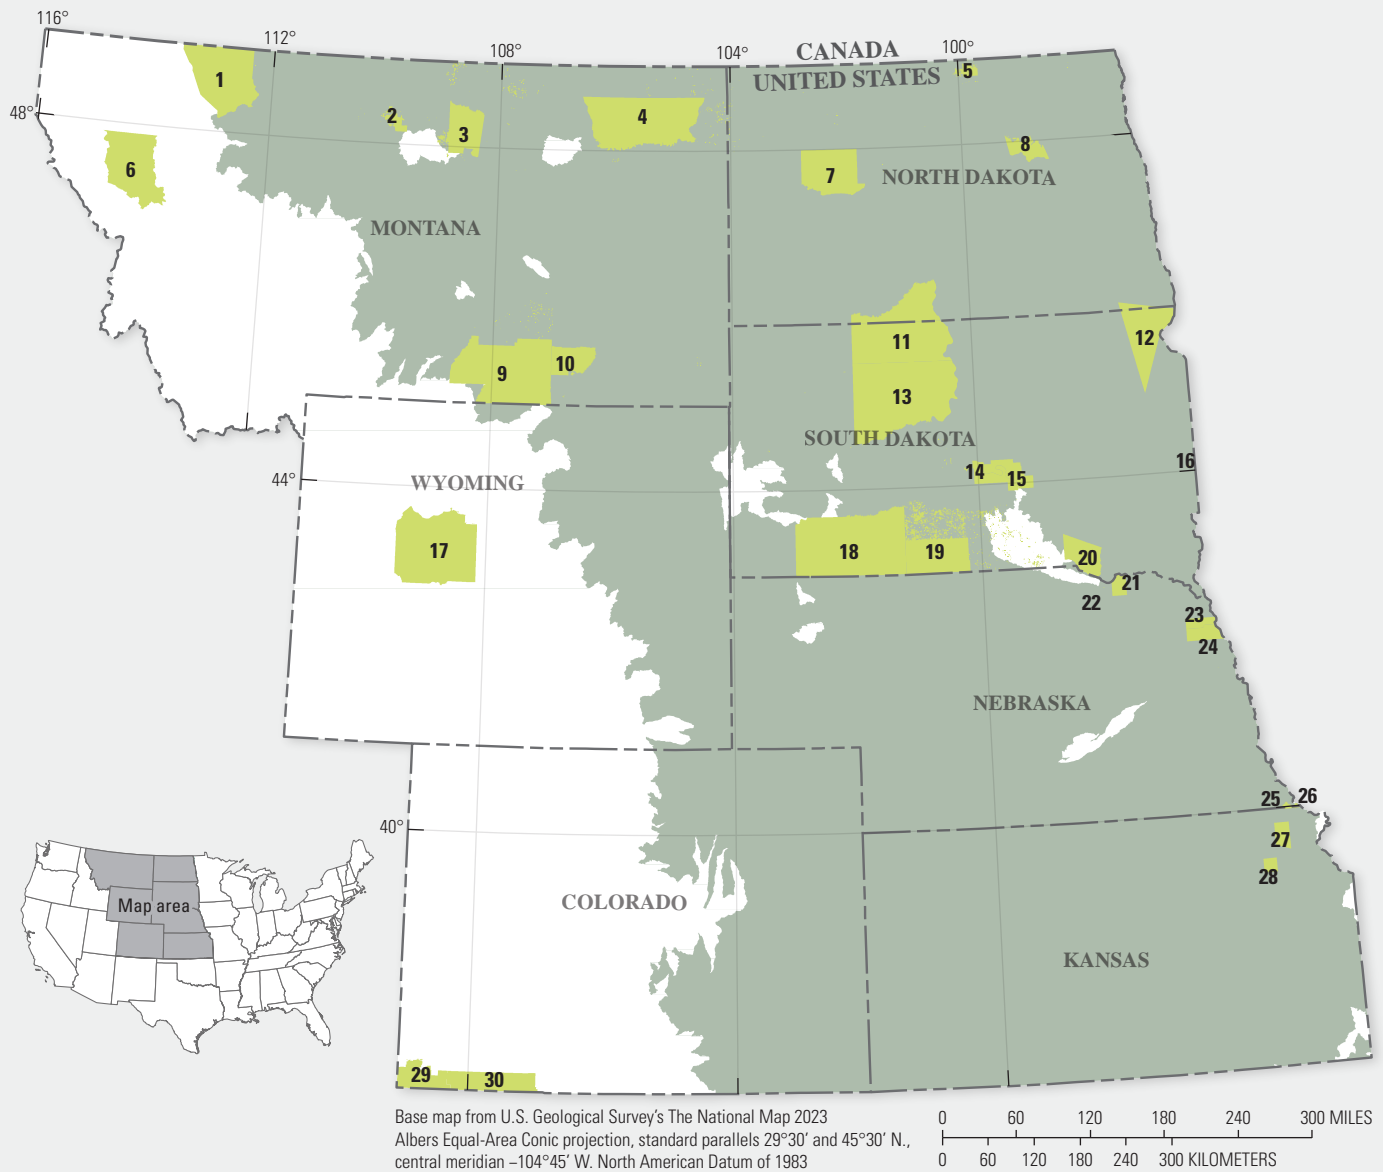 116°
112°
108°
104°
CANADA
100°
UNITED STATES
5
1
48°
2
3
4
8
6
7
NORTH DAKOTA
MONTANA
12
11
9
10
13
SOUTH DAKOTA
16
44°
WYOMING
14
15
17
18
19
20
21
22
23
24
NEBRASKA
25
26
40°
27
28
Map area
COLORADO
KANSAS
29
30
Base map from U.S. Geological Survey's The National Map 2023
Albers Equal-Area Conic projection, standard parallels 29°30′ and 45°30′ N.,
central meridian –104°45′ W. North American Datum of 1983
0 60 120 180 240 300 MILES
0 60 120 180 240 300 KILOMETERS